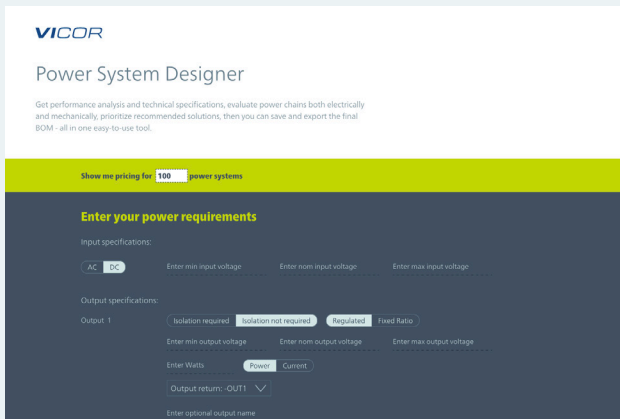 VICOR
Power System Designer
Get performance analysis and technical specifications, evaluate power chains both electrically
and mechanically, prioritize recommended solutions, then you can save and export the final
BOM - all in one easy-to-use tool.
Show me pricing for 100 power systems
Enter your power requirements
Input specifications:
AC DC Enter min input voltage Enter nom input voltage Enter max input voltage
Output specifications:
Output 1 Isolation required Isolation not required Regulated Fixed Ratio
Enter min output voltage Enter nom output voltage Enter max output voltage
Enter Watts Power Current
Output return: -OUT1
Enter optional output name